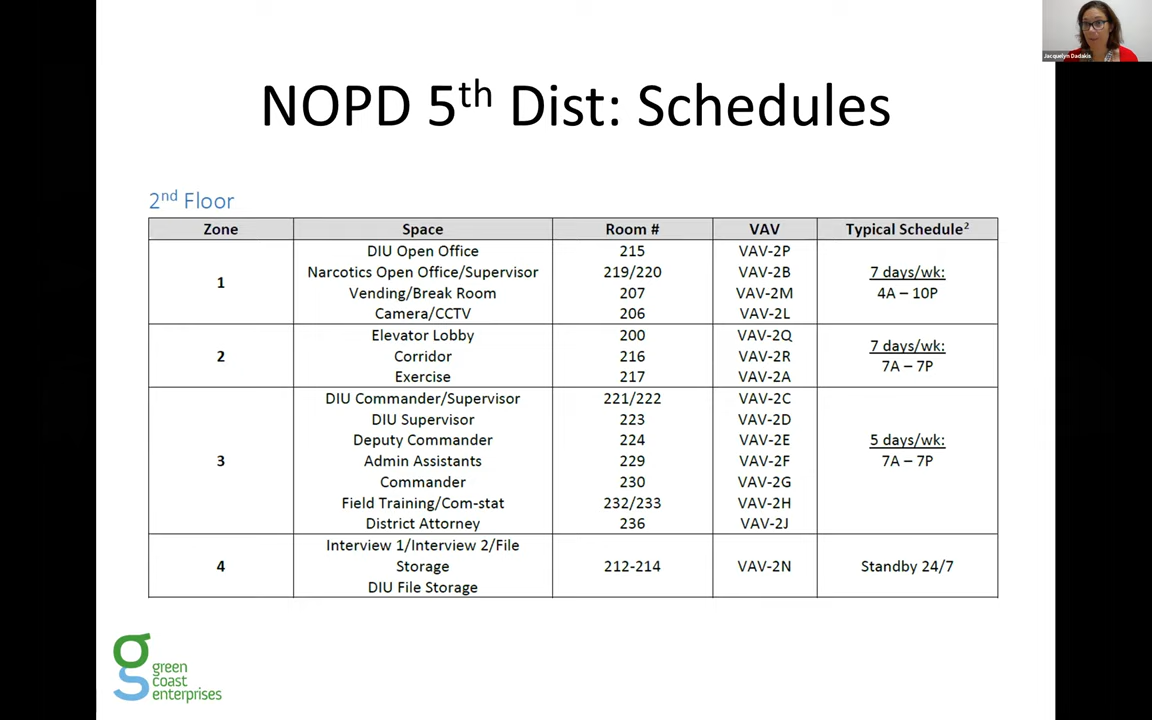 Jacquelyn Dadakis
NOPD 5th Dist: Schedules
2nd Floor
Zone Space Room # VAV Typical Schedule2
1
DIU Open Office 215 VAV-2P
Narcotics Open Office/Supervisor 219/220 VAV-2B
Vending/Break Room 207 VAV-2M
Camera/CCTV 206 VAV-2L
7 days/wk:
4A – 10P
2
Elevator Lobby 200 VAV-2Q
Corridor 216 VAV-2R
Exercise 217 VAV-2A
7 days/wk:
7A – 7P
3
DIU Commander/Supervisor 221/222 VAV-2C
DIU Supervisor 223 VAV-2D
Deputy Commander 224 VAV-2E
Admin Assistants 229 VAV-2F
Commander 230 VAV-2G
Field Training/Com-stat 232/233 VAV-2H
District Attorney 236 VAV-2J
5 days/wk:
7A – 7P
4
Interview 1/Interview 2/File
Storage
DIU File Storage
212-214 VAV-2N Standby 24/7
green
coast
enterprises